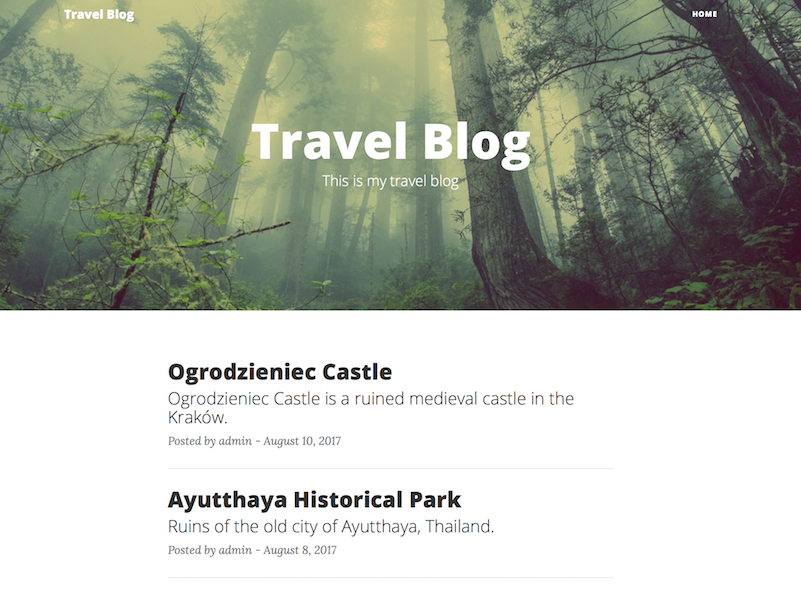 Travel Blog
HOME
Travel Blog
This is my travel blog
Ogrodzieniec Castle
Ogrodzieniec Castle is a ruined medieval castle in the
Kraków.
Posted by admin - August 10, 2017
Ayutthaya Historical Park
Ruins of the old city of Ayutthaya, Thailand.
Posted by admin - August 8, 2017